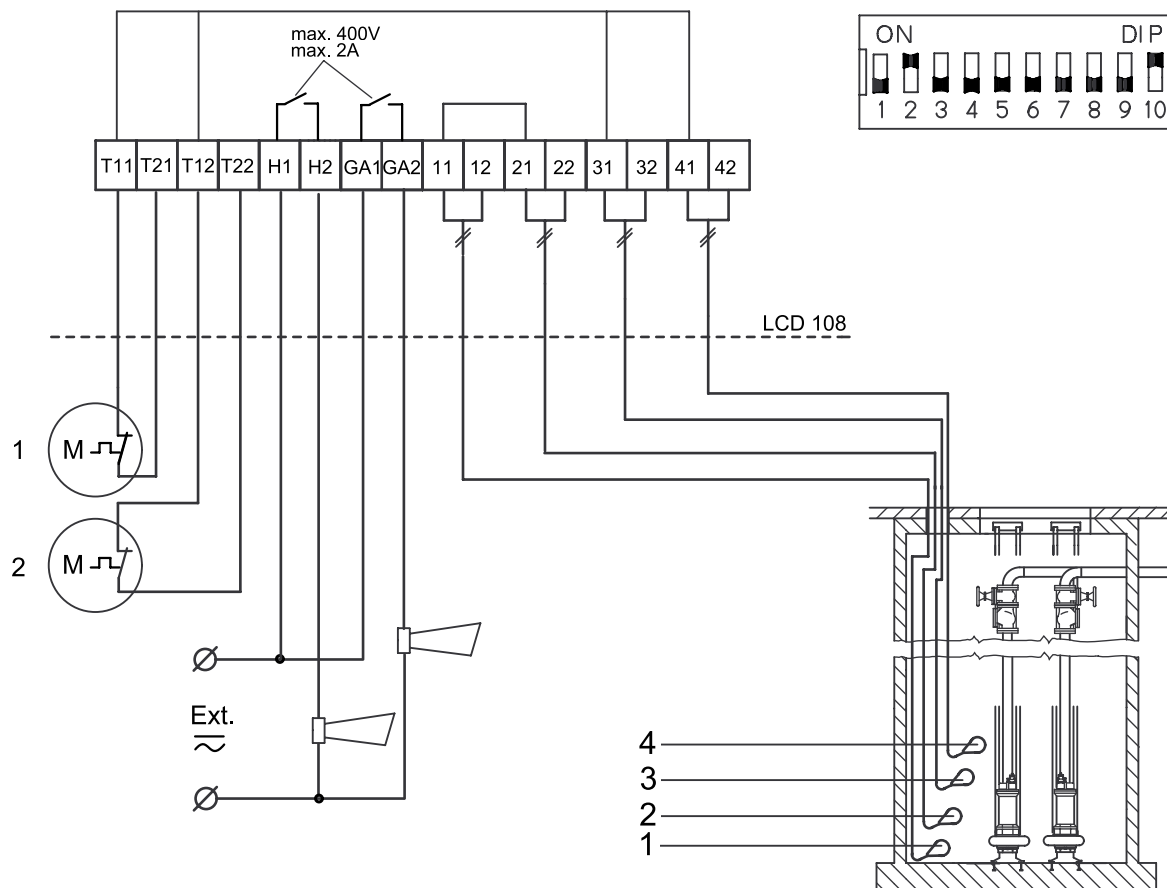 max. 400V
max. 2A
ON DIP
1 2 3 4 5 6 7 8 9 10
T11 T21 T12 T22 H1 H2 GA1 GA2 11 12 21 22 31 32 41 42
LCD 108
1 M
2 M
Ext.
4
3
2
1